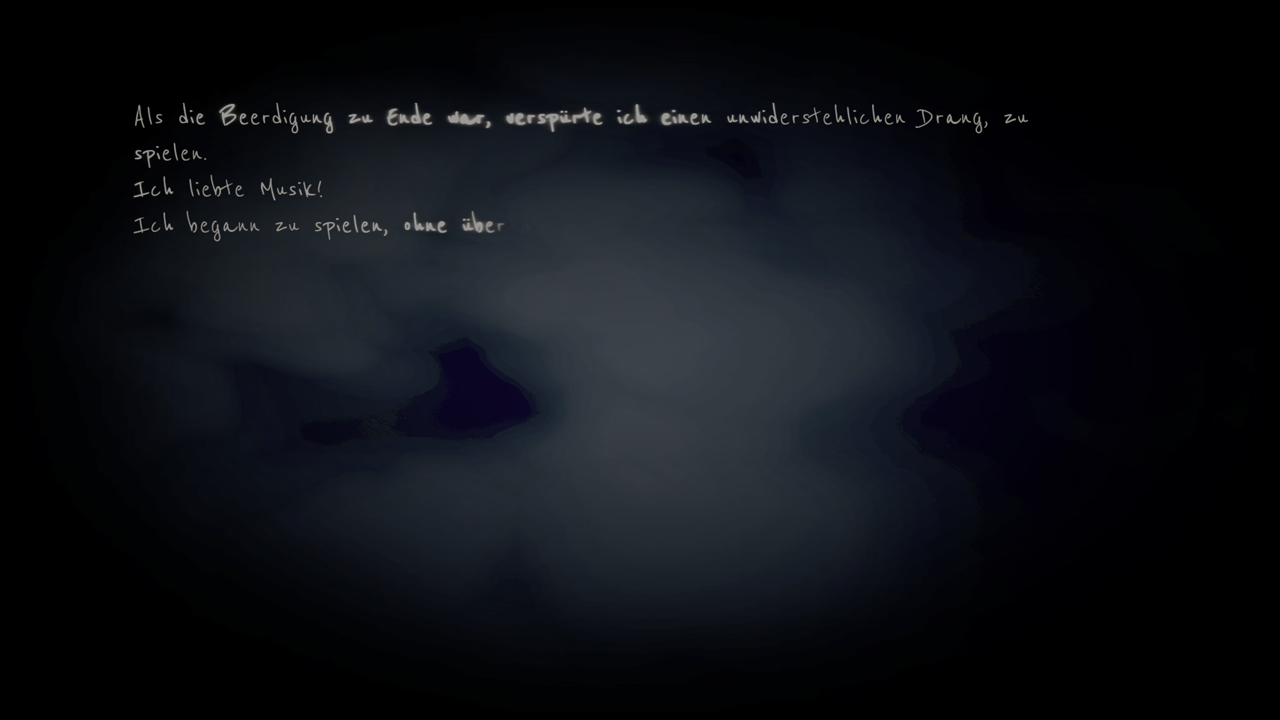 Als die Beerdigung zu Ende war, verspürte ich einen unwiderstehlichen Drang, zu
spielen.
Ich liebte Musik!
Ich begann zu spielen, ohne über